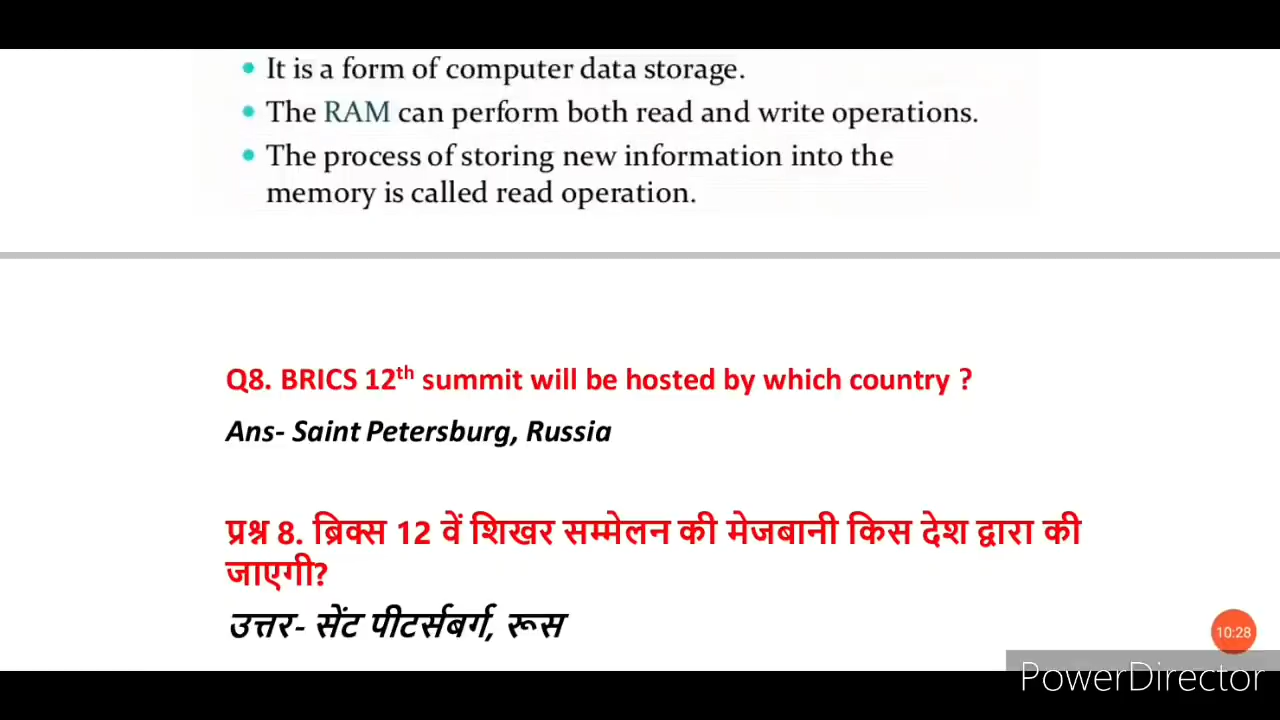 It is a form of computer data storage.
The RAM can perform both read and write operations.
The process of storing new information into the
memory is called read operation.
Q8. BRICS 12th summit will be hosted by which country ?
Ans- Saint Petersburg, Russia
प्रश्न 8. ब्रिक्स 12 वें शिखर सम्मेलन की मेजबानी किस देश द्वारा की
जाएगी?
उत्तर- सेंट पीटर्सबर्ग, रूस
10:28
PowerDirector